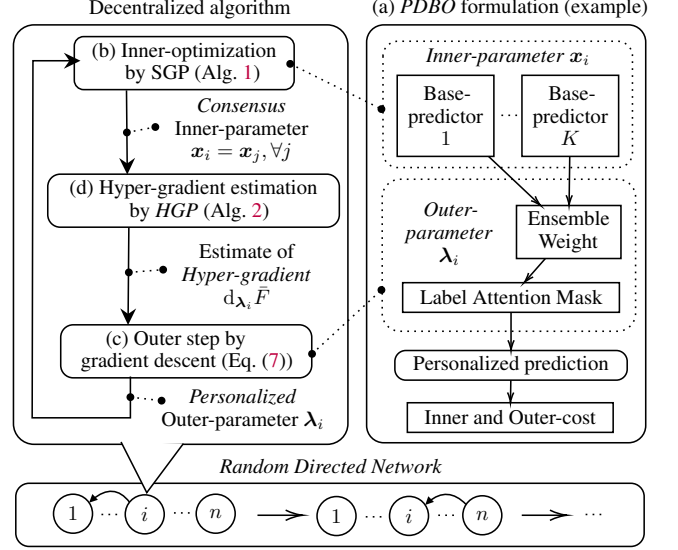 Decentralized algorithm
(b) Inner-optimization
by SGP (Alg. 1)
Consensus
Inner-parameter
𝒙ᵢ = 𝒙ⱼ, ∀j
(d) Hyper-gradient estimation
by HGP (Alg. 2)
Estimate of
Hyper-gradient
d_𝝀ᵢ F̄
(c) Outer step by
gradient descent (Eq. (7))
Personalized
Outer-parameter 𝝀ᵢ
(a) PDBO formulation (example)
Inner-parameter 𝒙ᵢ
Base-
predictor
1
...
Base-
predictor
K
Outer-
parameter
𝝀ᵢ
Ensemble
Weight
Label Attention Mask
Personalized prediction
Inner and Outer-cost
Random Directed Network
1 ... i ... n 1 ... i ... n ...